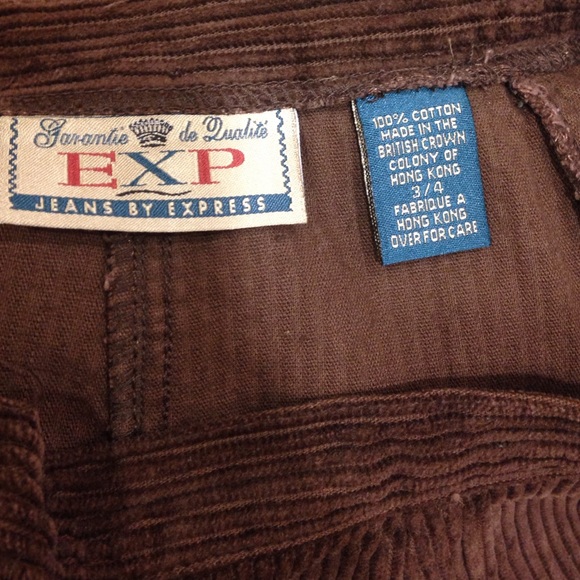 Garantie de Qualité
EXP
JEANS BY EXPRESS
100% COTTON
MADE IN THE
BRITISH CROWN
COLONY OF
HONG KONG
3/4
FABRIQUE A
HONG KONG
OVER FOR CARE